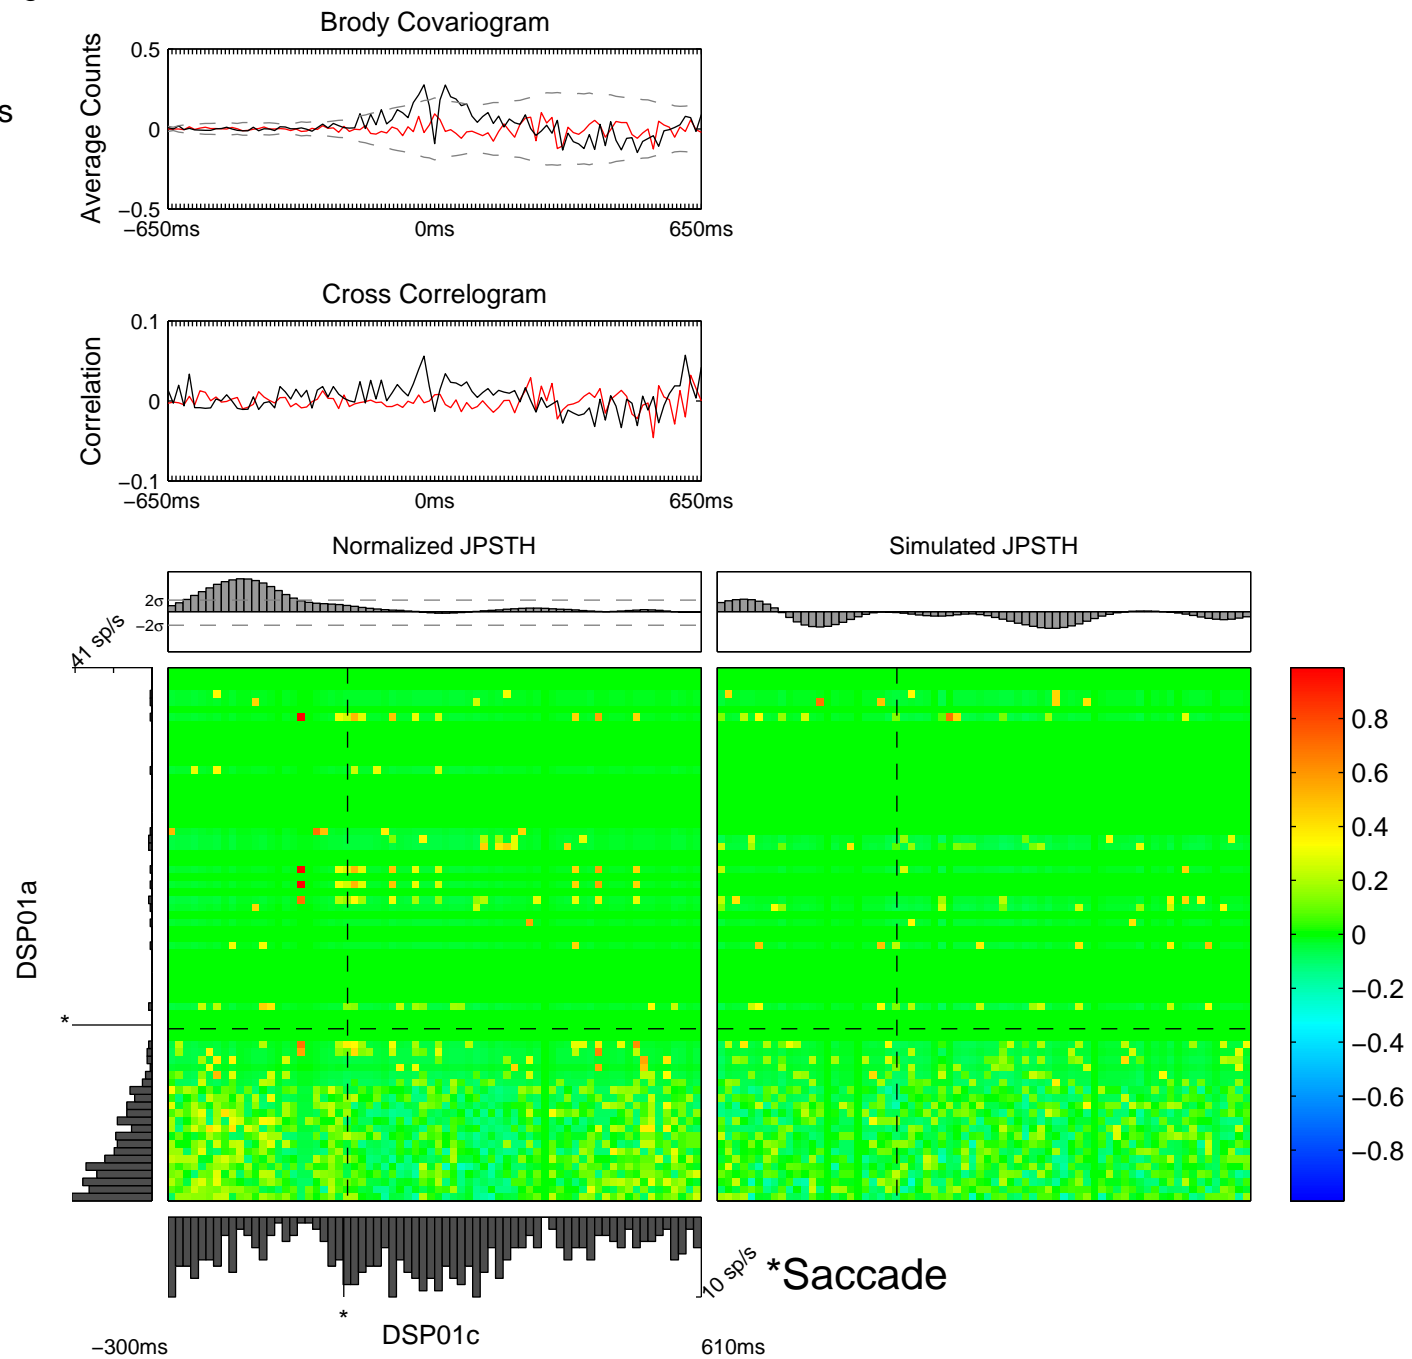 Brody Covariogram
0.5
0
−0.5
Average Counts
−650ms
0ms
650ms
s
Cross Correlogram
0.1
0
−0.1
Correlation
−650ms
0ms
650ms
Normalized JPSTH
Simulated JPSTH
2σ
−2σ
41 sp/s
DSP01a
*
0.8
0.6
0.4
0.2
0
−0.2
−0.4
−0.6
−0.8
10 sp/s
*Saccade
*
DSP01c
−300ms
610ms